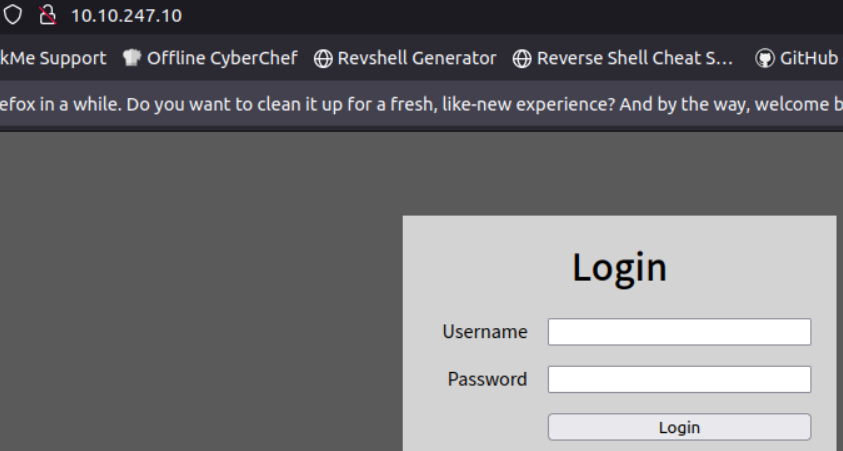 10.10.247.10
kMe Support Offline CyberChef Revshell Generator Reverse Shell Cheat S... GitHub
efox in a while. Do you want to clean it up for a fresh, like-new experience? And by the way, welcome b
Login
Username
Password
Login